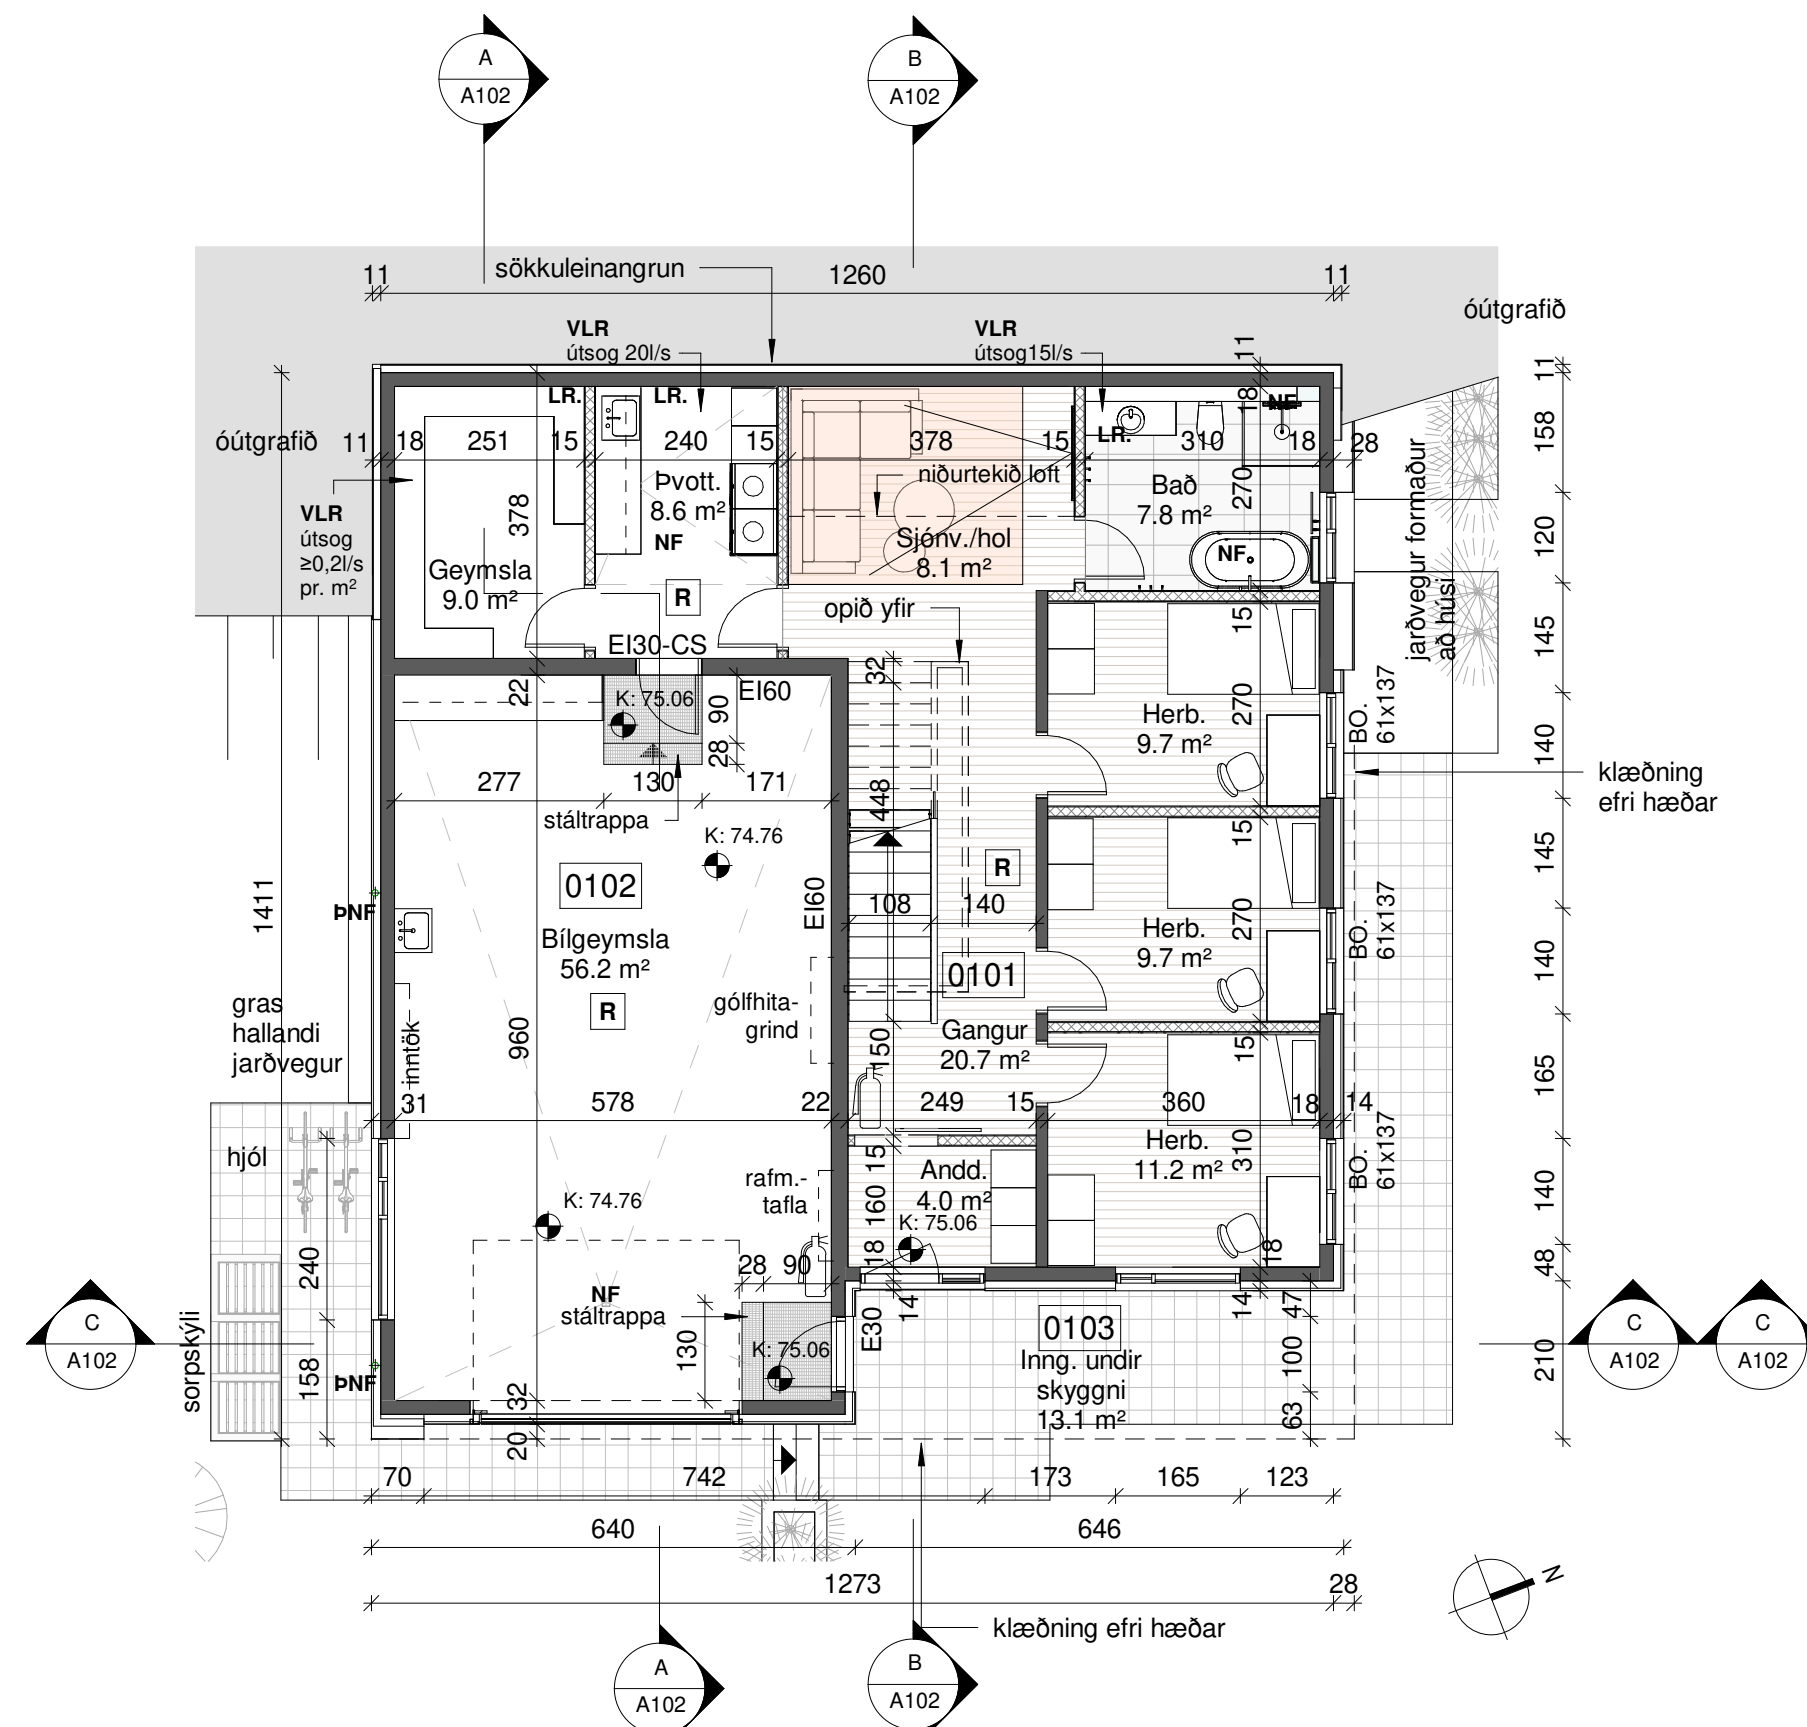 A
A102
B
A102
11
sökkuleinangrun
1260
11
óútgrafið
VLR
útsog 20l/s
VLR
útsog15l/s
11
11
LR.
LR.
18
NF
óútgrafið
11
18
251
15
240
15
378
15
LR.
310
18
28
158
niðurtekið loft
Þvott.
8.6 m²
NF
Bað
7.8 m²
270
378
VLR
útsog
≥0,2l/s
pr. m²
Sjónv./hol
8.1 m²
NF
120
jarðvegur formaður
að húsi
Geymsla
9.0 m²
R
opið yfir
15
145
EI30-CS
32
22
K: 75.06
EI60
90
28
Herb.
9.7 m²
270
BO.
61x137
140
277
130
171
448
klæðning
efri hæðar
stáltrappa
K: 74.76
15
145
0102
R
EI60
1411
ÞNF
108
140
Herb.
9.7 m²
270
BO.
61x137
140
Bílgeymsla
56.2 m²
0101
R
gólfhita-
grind
gras
hallandi
jarðvegur
inntök
960
Gangur
20.7 m²
150
15
165
31
578
22
249
15
360
18
14
hjól
15
Herb.
11.2 m²
310
BO.
61x137
Andd.
4.0 m²
rafm.-
tafla
160
140
K: 74.76
K: 75.06
18
18
240
28
90
48
NF
stáltrappa
14
14
47
E30
0103
C
A102
sorpskýli
C
A102
C
A102
K: 75.06
130
Inng. undir
skyggni
13.1 m²
100
210
158
ÞNF
32
63
20
70
742
173
165
123
640
646
1273
28
N
klæðning efri hæðar
A
A102
B
A102